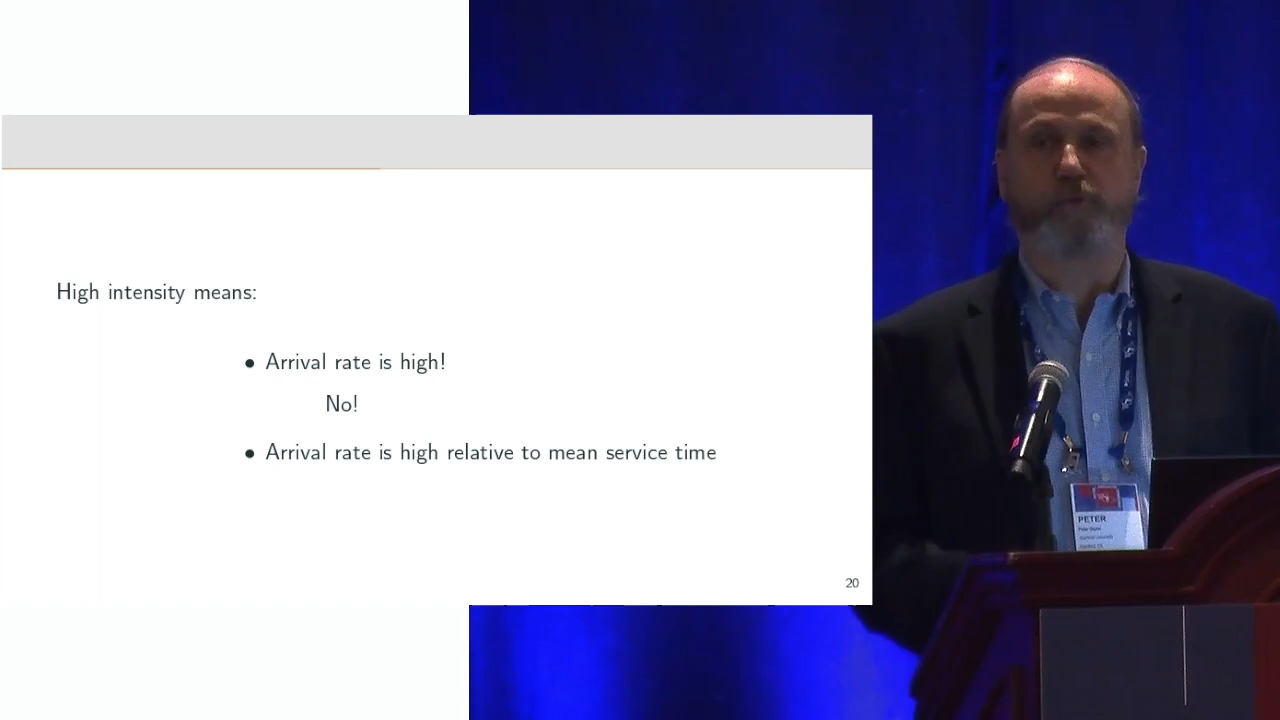 High intensity means:
• Arrival rate is high!
No!
• Arrival rate is high relative to mean service time
20
PETER